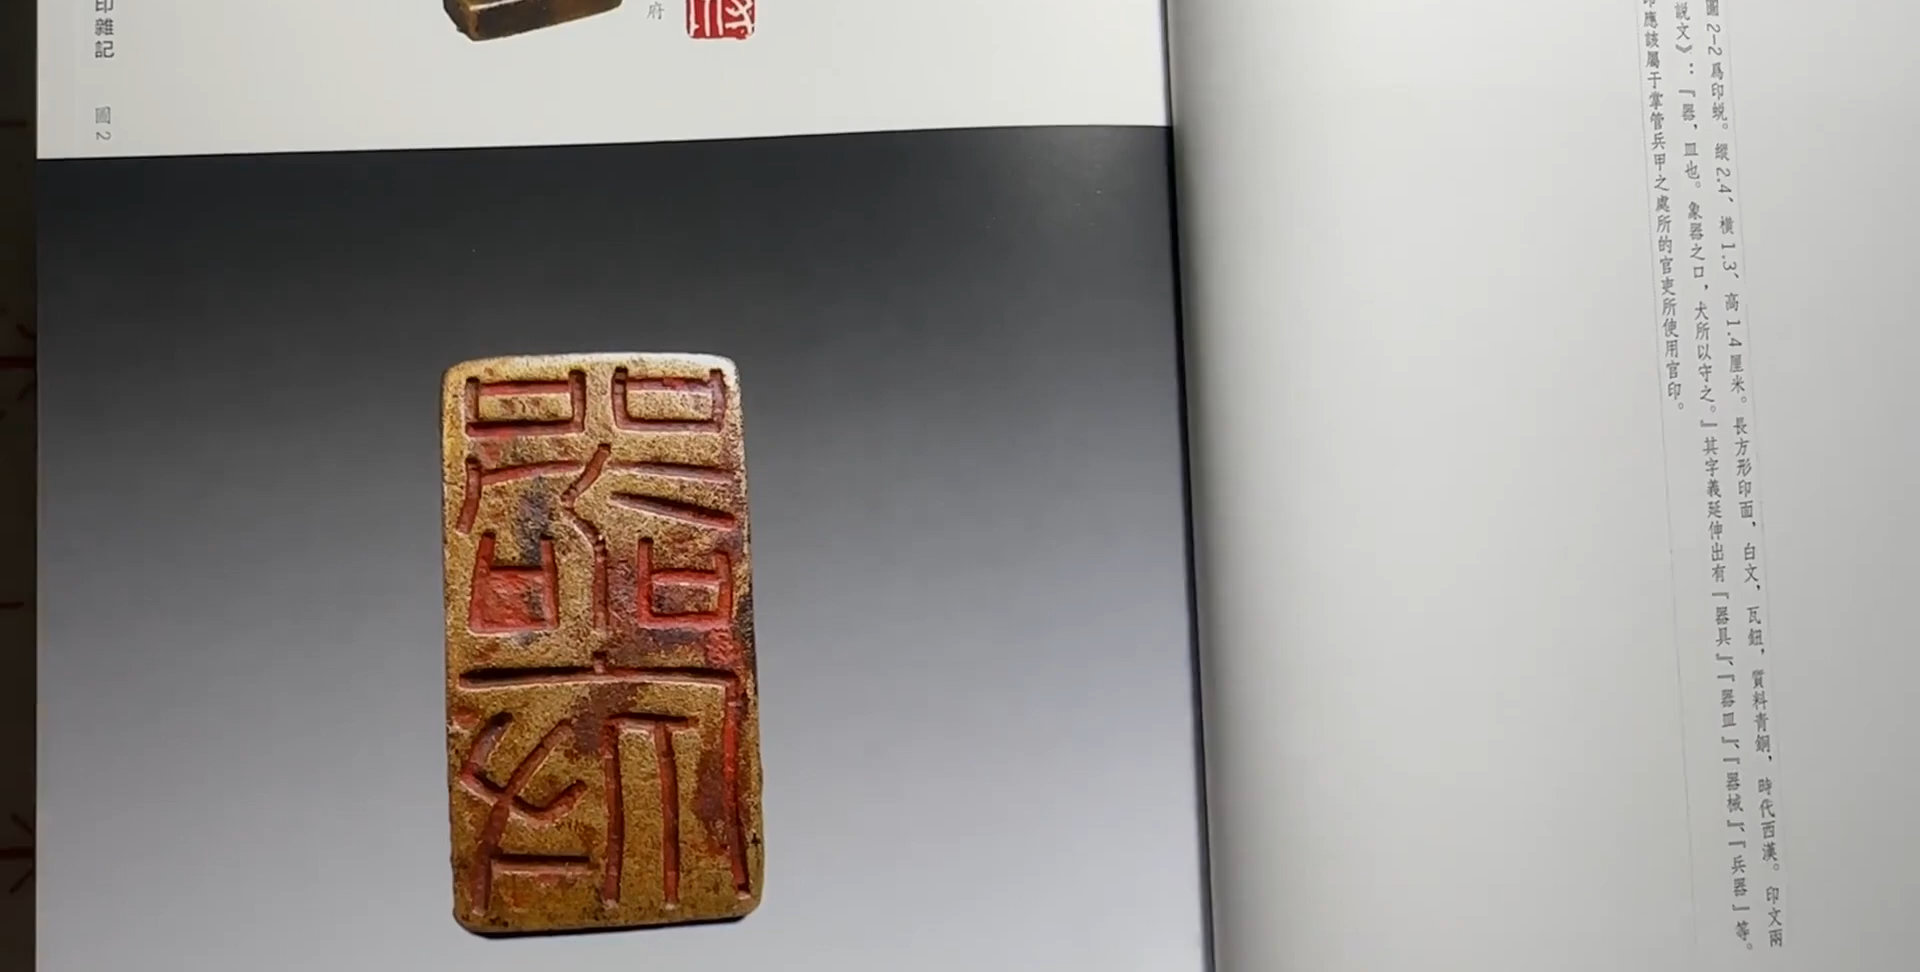 印雜記
圖2
府
圖2-2爲印蜕。縱2.4、橫1.3、高1.4厘米。長方形印面，白文，瓦鈕，質料青銅，時代西漢。印文兩
説文》：『器，皿也。象器之口，犬所以守之。』其字義延伸出有『器具』、『器皿』、『器械』、『兵器』等。
印應該屬于掌管兵甲之處所的官吏所使用官印。
器府